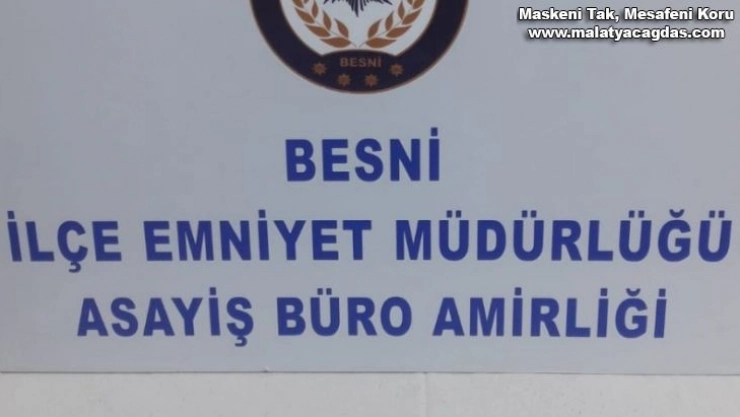 Maskeni Tak, Mesafeni Koru
www.malatyacagdas.com
BESNİ
BESNİ
İLÇE EMNİYET MÜDÜRLÜĞÜ
ASAYİŞ BÜRO AMİRLİĞİ